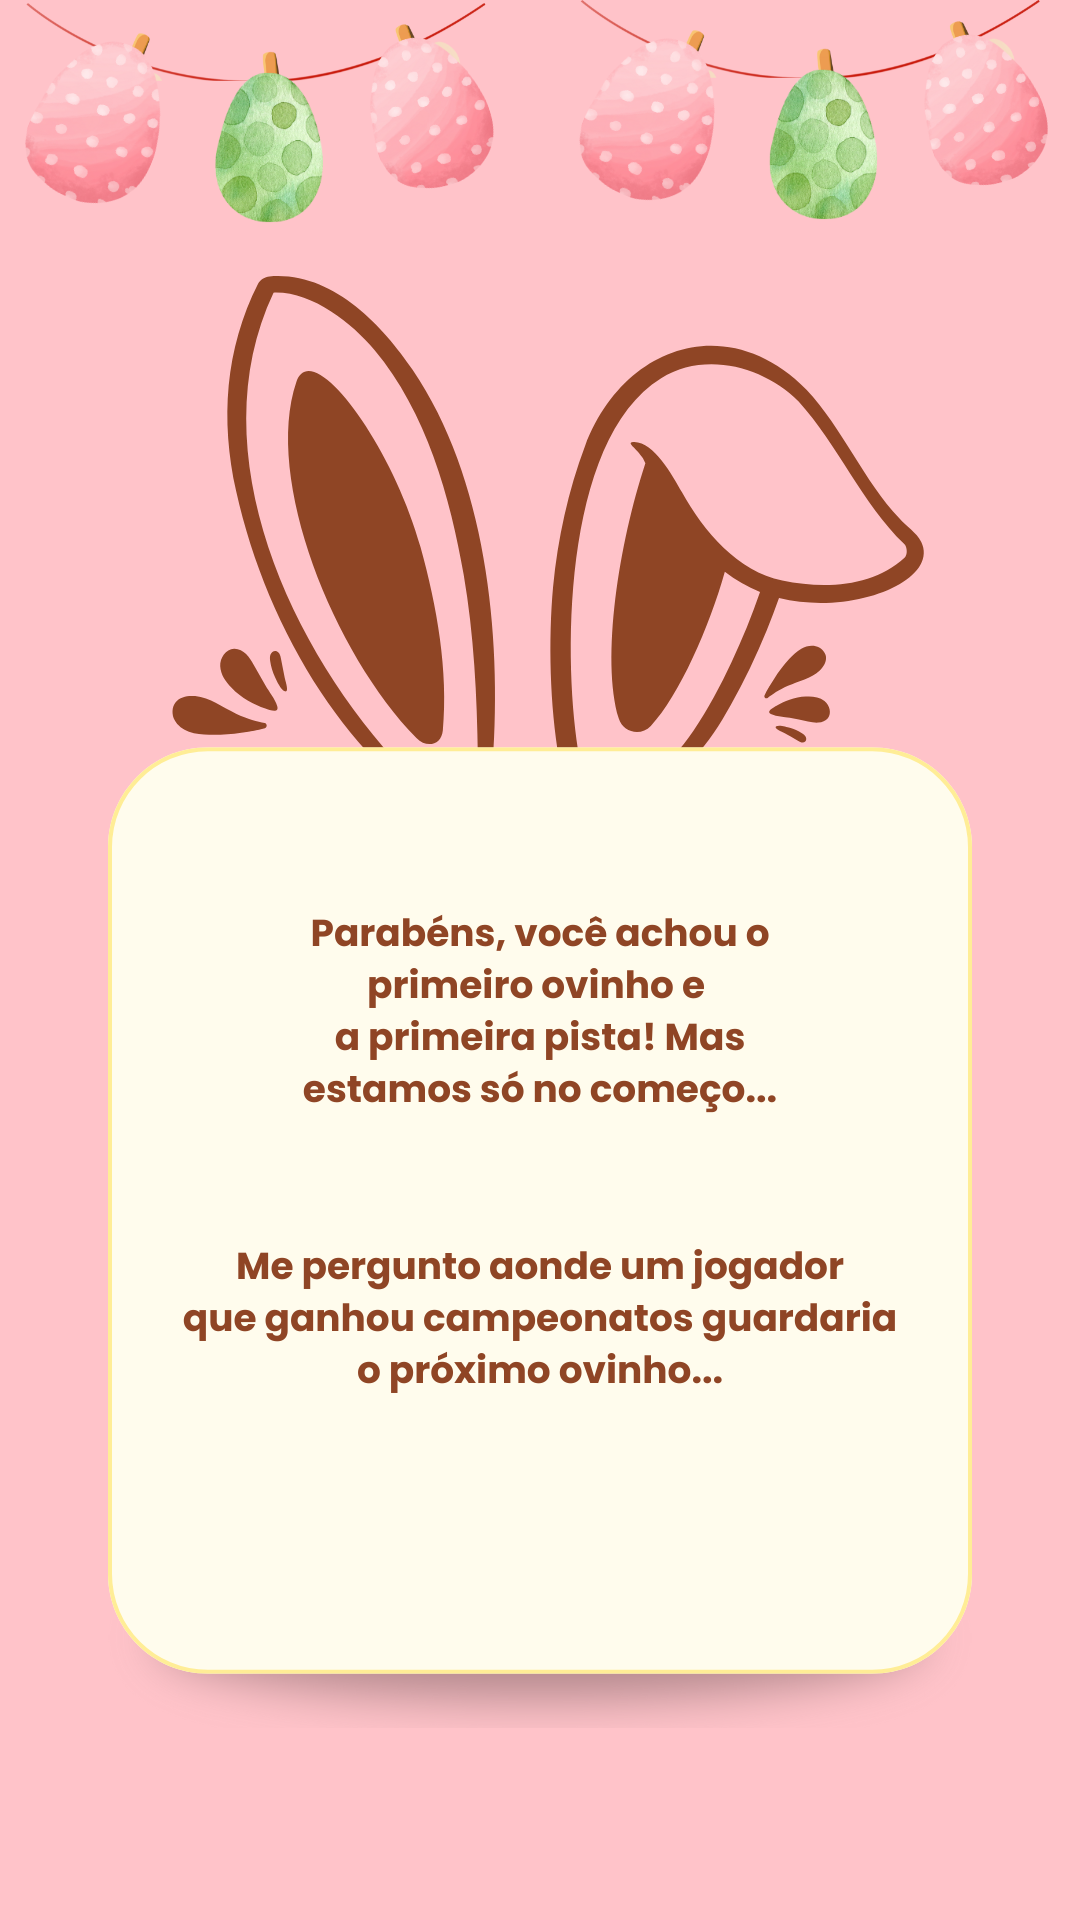 Parabéns, você achou o
primeiro ovinho e
a primeira pista! Mas
estamos só no começo...
Me pergunto aonde um jogador
que ganhou campeonatos guardaria
o próximo ovinho...